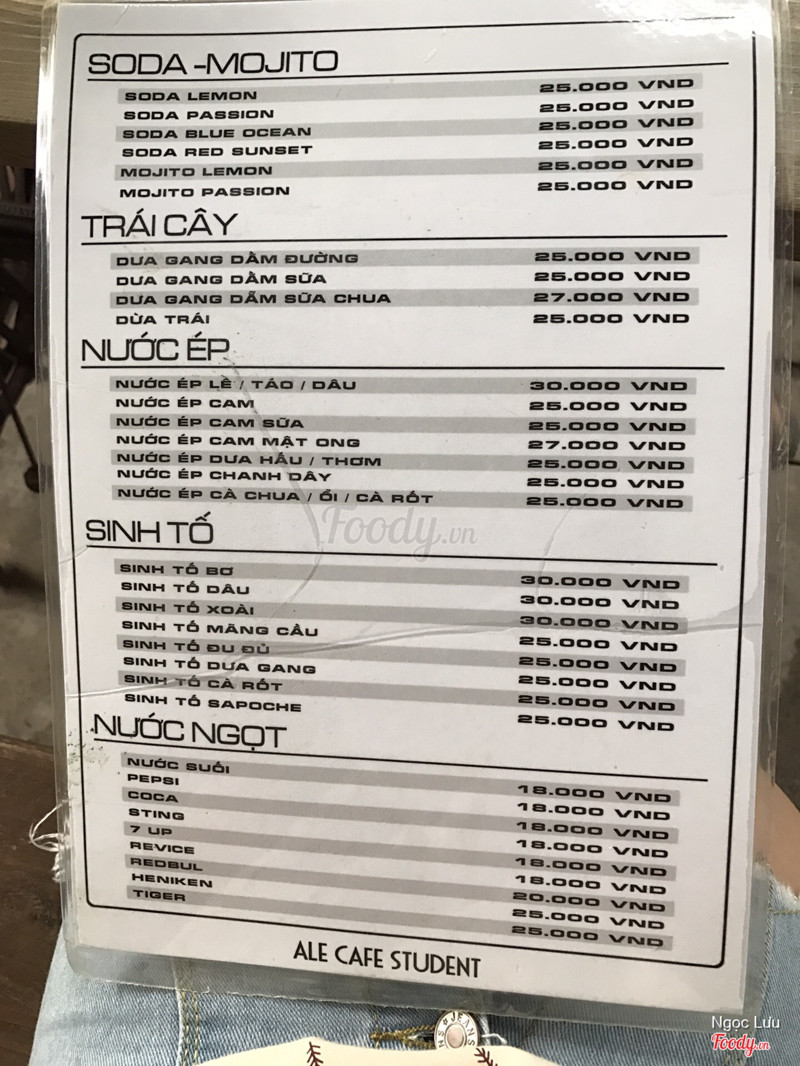 SODA -MOJITO
SODA LEMON 25.000 VND
SODA PASSION 25.000 VND
SODA BLUE OCEAN 25.000 VND
SODA RED SUNSET 25.000 VND
MOJITO LEMON 25.000 VND
MOJITO PASSION 25.000 VND
TRÁI CÂY
DƯA GANG DẦM ĐƯỜNG 25.000 VND
DƯA GANG DẰM SỮA 25.000 VND
DƯA GANG DẪM SỮA CHUA 27.000 VND
DỪA TRÁI 25.000 VND
NƯỚC ÉP
NƯỚC ÉP LÊ / TÁO / DÂU 30.000 VND
NƯỚC ÉP CAM 25.000 VND
NƯỚC ÉP CAM SỮA 25.000 VND
NƯỚC ÉP CAM MẬT ONG 27.000 VND
NƯỚC ÉP DƯA HẤU / THƠM 25.000 VND
NƯỚC ÉP CHANH DÂY 25.000 VND
NƯỚC ÉP CÀ CHUA / ỔI / CÀ RỐT 25.000 VND
Foody.vn
SINH TỐ
SINH TỐ BƠ 30.000 VND
SINH TỐ DÂU 30.000 VND
SINH TỐ XOÀI 30.000 VND
SINH TỐ MÃNG CẦU 25.000 VND
SINH TỐ ĐU ĐỦ 25.000 VND
SINH TỐ DƯA GANG 25.000 VND
SINH TỐ CÀ RỐT 25.000 VND
SINH TỐ SAPOCHE 25.000 VND
NƯỚC NGỌT
NƯỚC SUỐI 18.000 VND
PEPSI 18.000 VND
COCA 18.000 VND
STING 18.000 VND
7 UP 18.000 VND
REVICE 18.000 VND
REDBUL 20.000 VND
HENIKEN 25.000 VND
TIGER 25.000 VND
ALE CAFE STUDENT
Ngọc Lưu
Foody.vn
JEANS